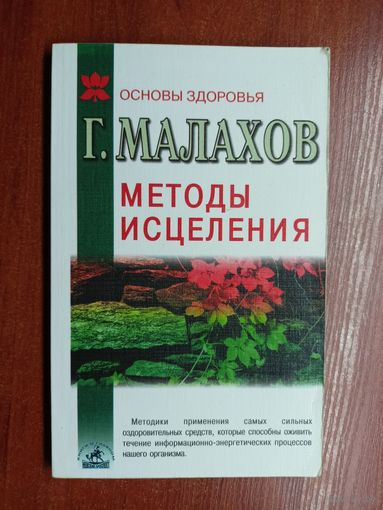 ОСНОВЫ ЗДОРОВЬЯ
Г. МАЛАХОВ
МЕТОДЫ
ИСЦЕЛЕНИЯ
Методики применения самых сильных
оздоровительных средств, которые способны оживить
течение информационно-энергетических процессов
нашего организма.